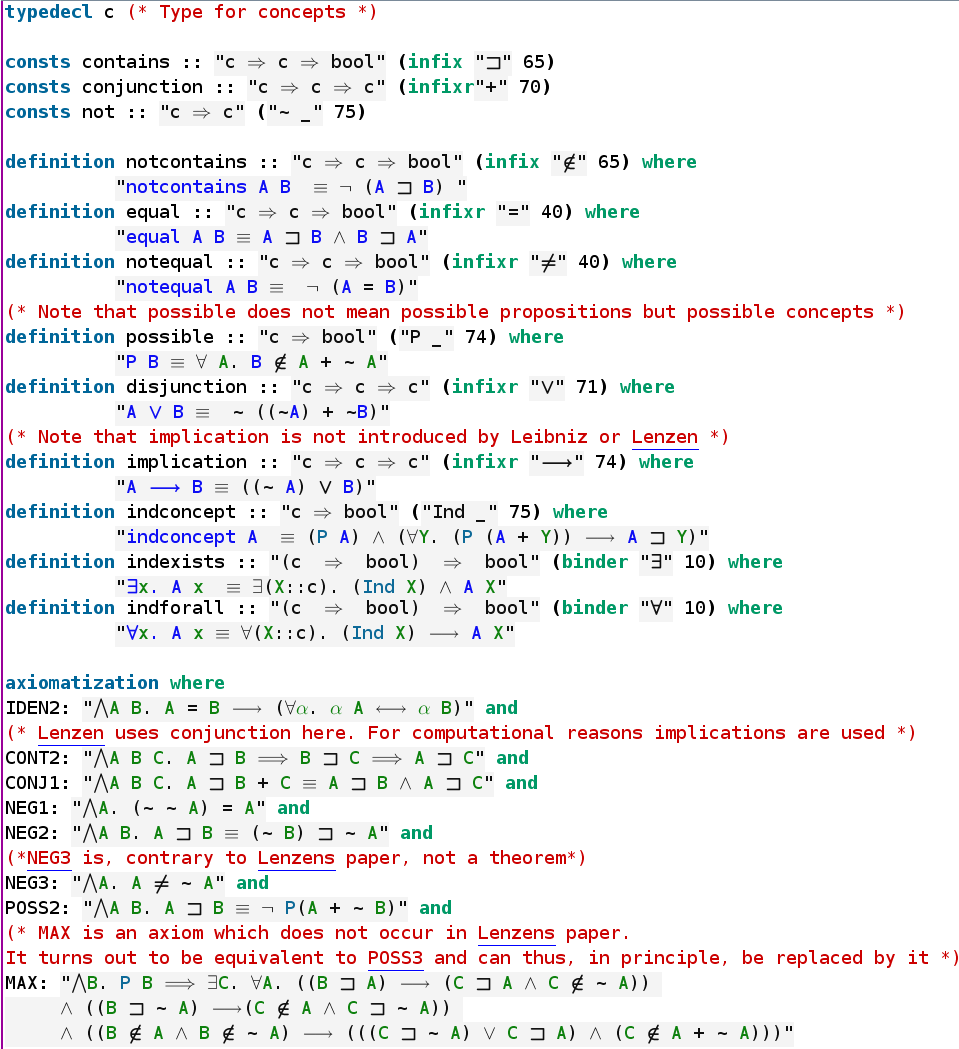 typedecl c (* Type for concepts *)
consts contains :: "c ⇒ c ⇒ bool" (infix "⊐" 65)
consts conjunction :: "c ⇒ c ⇒ c" (infixr"+" 70)
consts not :: "c ⇒ c" ("~ _" 75)
definition notcontains :: "c ⇒ c ⇒ bool" (infix "∉" 65) where
"notcontains A B ≡ ¬ (A ⊐ B) "
definition equal :: "c ⇒ c ⇒ bool" (infixr "=" 40) where
"equal A B ≡ A ⊐ B ∧ B ⊐ A"
definition notequal :: "c ⇒ c ⇒ bool" (infixr "≠" 40) where
"notequal A B ≡ ¬ (A = B)"
(* Note that possible does not mean possible propositions but possible concepts *)
definition possible :: "c ⇒ bool" ("P _" 74) where
"P B ≡ ∀ A. B ∉ A + ~ A"
definition disjunction :: "c ⇒ c ⇒ c" (infixr "∨" 71) where
"A ∨ B ≡ ~ ((~A) + ~B)"
(* Note that implication is not introduced by Leibniz or Lenzen *)
definition implication :: "c ⇒ c ⇒ c" (infixr "⟶" 74) where
"A ⟶ B ≡ ((~ A) ∨ B)"
definition indconcept :: "c ⇒ bool" ("Ind _" 75) where
"indconcept A ≡ (P A) ∧ (∀Y. (P (A + Y)) ⟶ A ⊐ Y)"
definition indexists :: "(c ⇒ bool) ⇒ bool" (binder "∃" 10) where
"∃x. A x ≡ ∃(X::c). (Ind X) ∧ A X"
definition indforall :: "(c ⇒ bool) ⇒ bool" (binder "∀" 10) where
"∀x. A x ≡ ∀(X::c). (Ind X) ⟶ A X"
axiomatization where
IDEN2: "⋀A B. A = B ⟶ (∀α. α A ⟷ α B)" and
(* Lenzen uses conjunction here. For computational reasons implications are used *)
CONT2: "⋀A B C. A ⊐ B ⟹ B ⊐ C ⟹ A ⊐ C" and
CONJ1: "⋀A B C. A ⊐ B + C ≡ A ⊐ B ∧ A ⊐ C" and
NEG1: "⋀A. (~ ~ A) = A" and
NEG2: "⋀A B. A ⊐ B ≡ (~ B) ⊐ ~ A" and
(*NEG3 is, contrary to Lenzens paper, not a theorem*)
NEG3: "⋀A. A ≠ ~ A" and
POSS2: "⋀A B. A ⊐ B ≡ ¬ P(A + ~ B)" and
(* MAX is an axiom which does not occur in Lenzens paper.
It turns out to be equivalent to POSS3 and can thus, in principle, be replaced by it *)
MAX: "⋀B. P B ⟹ ∃C. ∀A. ((B ⊐ A) ⟶ (C ⊐ A ∧ C ∉ ~ A))
∧ ((B ⊐ ~ A) ⟶(C ∉ A ∧ C ⊐ ~ A))
∧ ((B ∉ A ∧ B ∉ ~ A) ⟶ (((C ⊐ ~ A) ∨ C ⊐ A) ∧ (C ∉ A + ~ A)))"